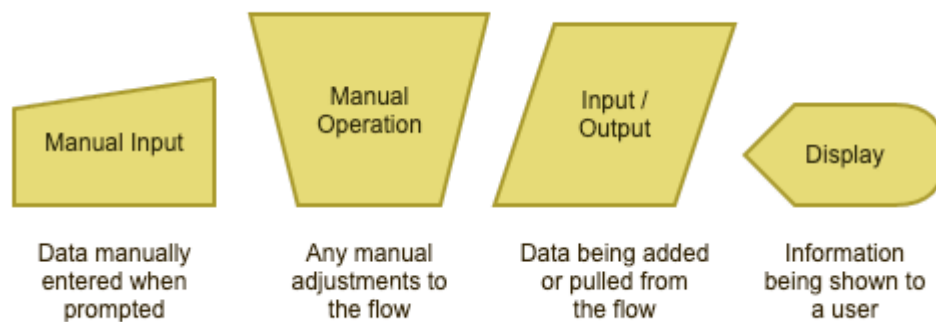 Manual Input
Manual
Operation
Input /
Output
Display
Data manually
entered when
prompted
Any manual
adjustments to
the flow
Data being added
or pulled from
the flow
Information
being shown to
a user